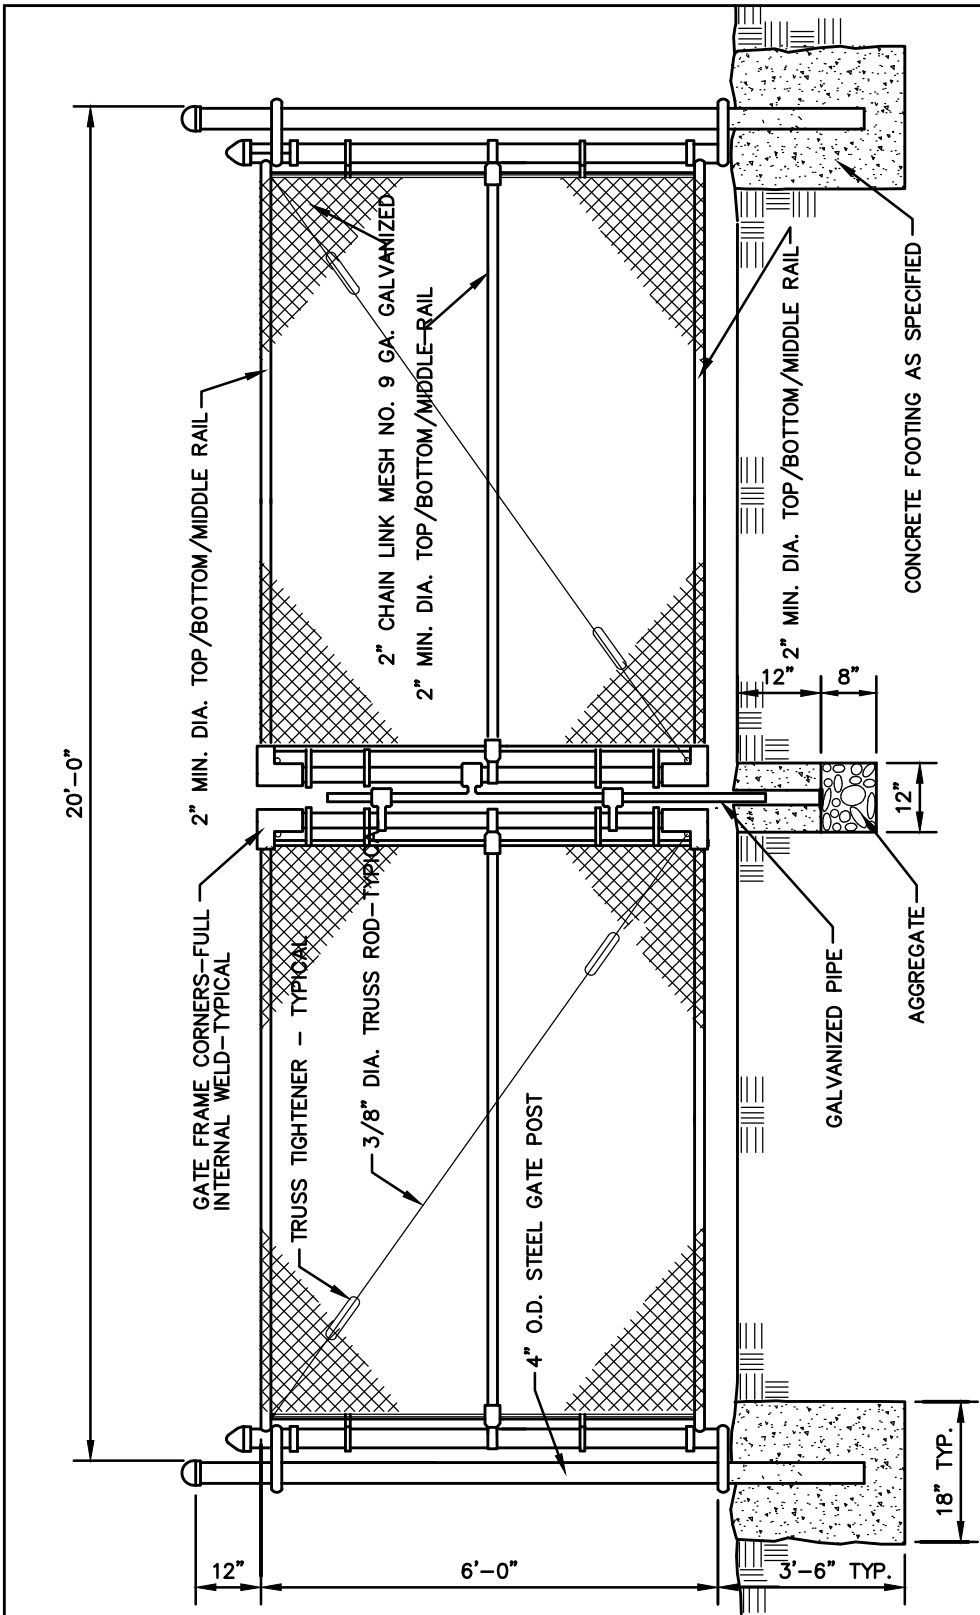 20'-0"
GATE FRAME CORNERS-FULL
INTERNAL WELD-TYPICAL
2" MIN. DIA. TOP/BOTTOM/MIDDLE RAIL
TRUSS TIGHTENER - TYPICAL
3/8" DIA. TRUSS ROD-TYPICAL
2" CHAIN LINK MESH NO. 9 GA. GALVANIZED
2" MIN. DIA. TOP/BOTTOM/MIDDLE RAIL
4" O.D. STEEL GATE POST
2" MIN. DIA. TOP/BOTTOM/MIDDLE RAIL
GALVANIZED PIPE
AGGREGATE
CONCRETE FOOTING AS SPECIFIED
12"
8"
12"
18" TYP.
12"
6'-0"
3'-6" TYP.